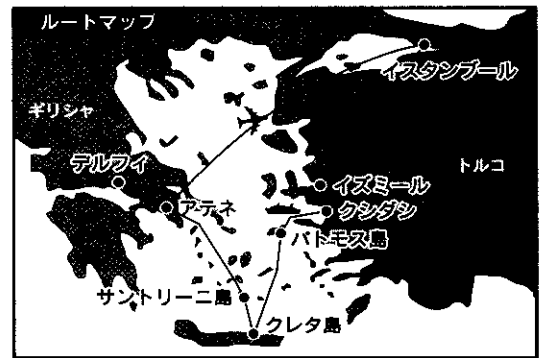 ルートマップ
イスタンブール
ギリシャ
デルフィ
トルコ
イズミール
アテネ
クシダシ
パトモス島
サントリーニ島
クレタ島